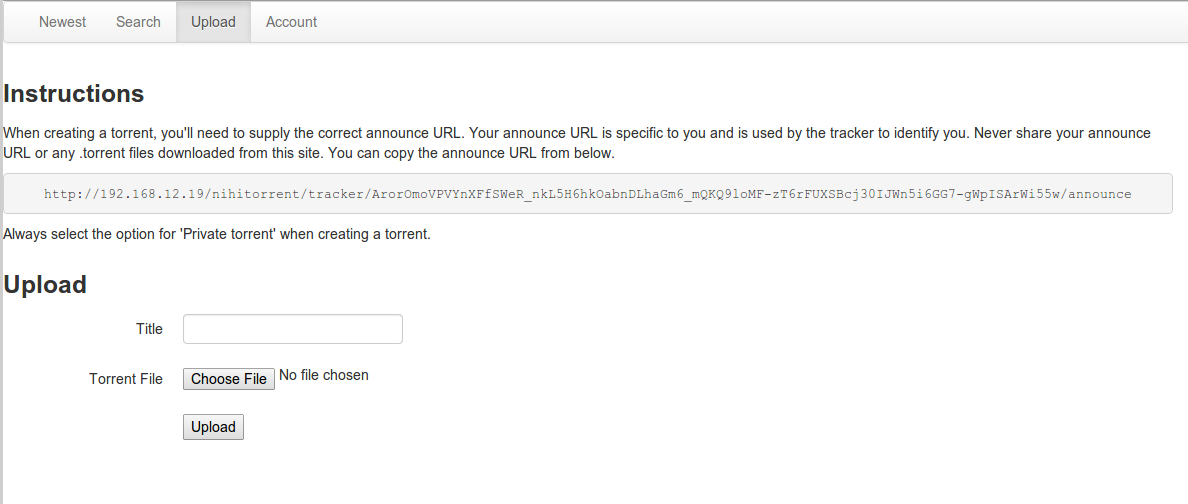 Newest Search Upload Account
Instructions
When creating a torrent, you'll need to supply the correct announce URL. Your announce URL is specific to you and is used by the tracker to identify you. Never share your announce
URL or any .torrent files downloaded from this site. You can copy the announce URL from below.
http://192.168.12.19/nihitorrent/tracker/ArorOmoVPVYnXFfSWeR_nkL5H6hkOabnDLhaGm6_mQKQ9loMF-zT6rFUXSBcj30IJWn5i6GG7-gWpISArWi55w/announce
Always select the option for 'Private torrent' when creating a torrent.
Upload
Title
Torrent File Choose File No file chosen
Upload